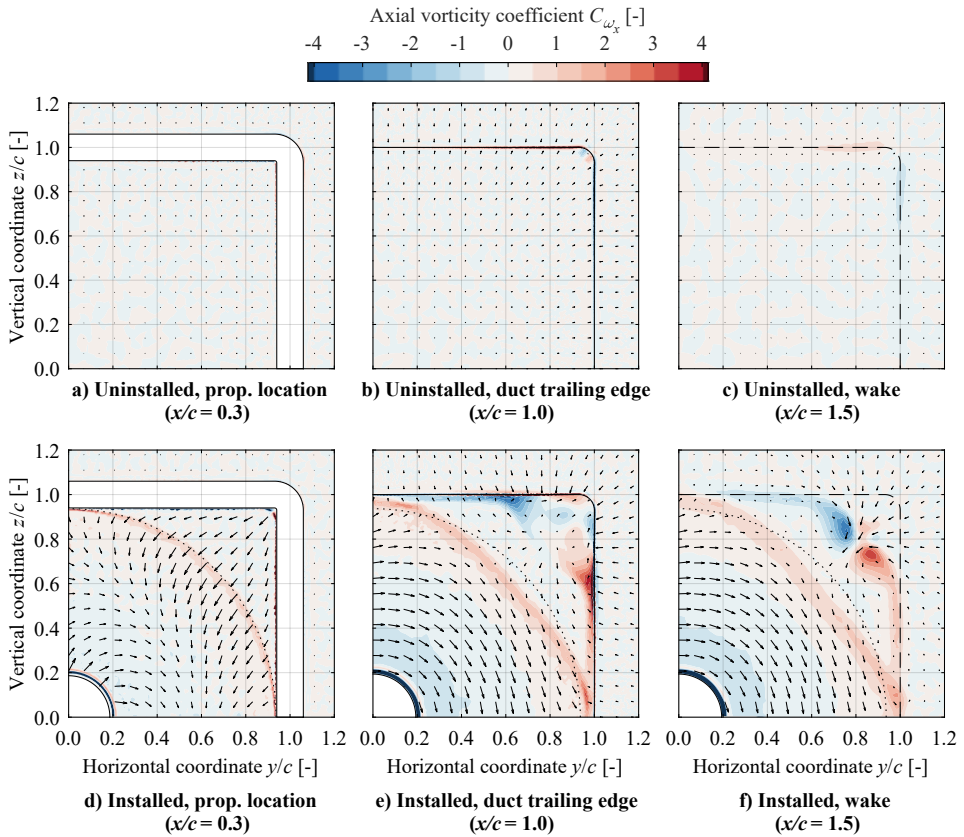 Axial vorticity coefficient Cωx [-]
-4 -3 -2 -1 0 1 2 3 4
Vertical coordinate z/c [-]
1.2
1.0
0.8
0.6
0.4
0.2
0.0
a) Uninstalled, prop. location
(x/c = 0.3)
b) Uninstalled, duct trailing edge
(x/c = 1.0)
c) Uninstalled, wake
(x/c = 1.5)
Vertical coordinate z/c [-]
1.2
1.0
0.8
0.6
0.4
0.2
0.0
0.0 0.2 0.4 0.6 0.8 1.0 1.2
0.0 0.2 0.4 0.6 0.8 1.0 1.2
0.0 0.2 0.4 0.6 0.8 1.0 1.2
Horizontal coordinate y/c [-]
Horizontal coordinate y/c [-]
Horizontal coordinate y/c [-]
d) Installed, prop. location
(x/c = 0.3)
e) Installed, duct trailing edge
(x/c = 1.0)
f) Installed, wake
(x/c = 1.5)